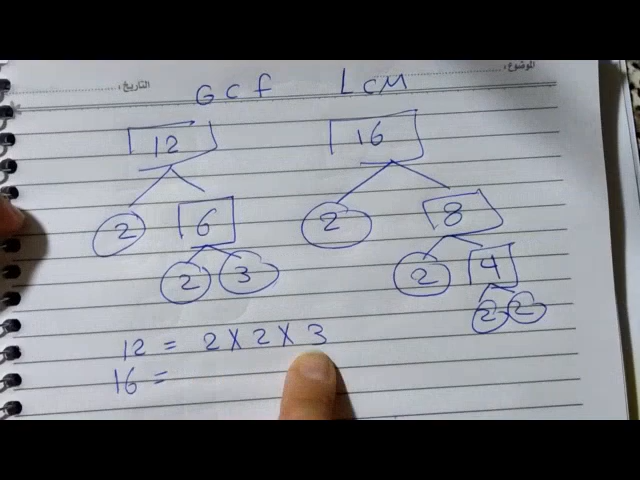 الموضوع:
التاريخ:
GCF LCM
12 16
2 6 2 8
2 3 2 4
2 2
12 = 2 X 2 X 3
16 =